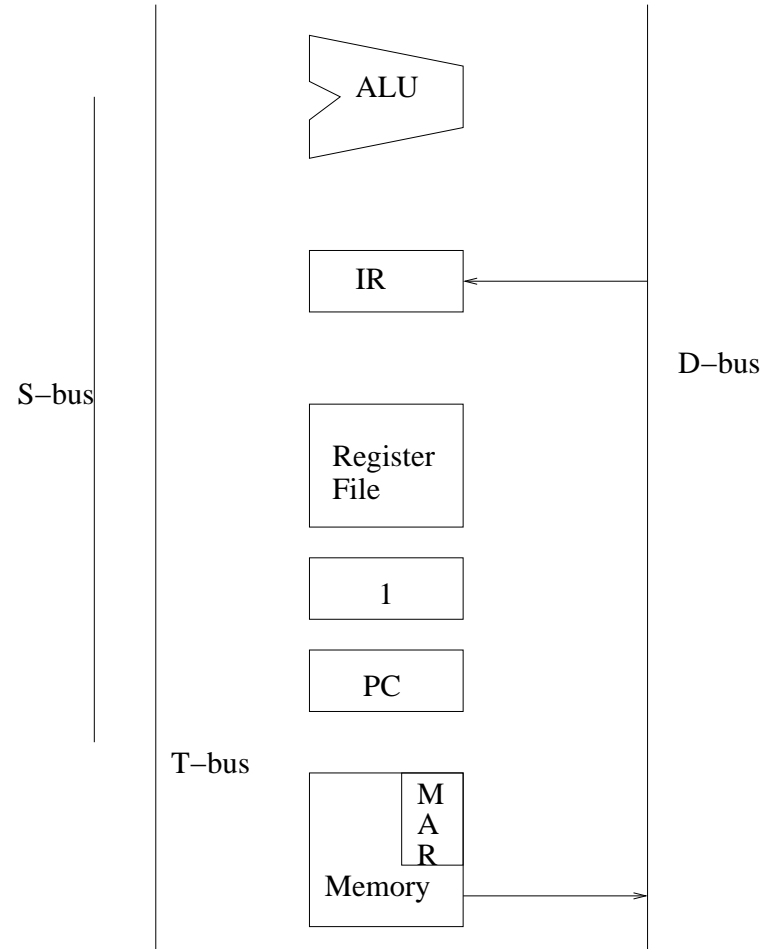 ALU
IR
D−bus
S−bus
Register
File
1
PC
T−bus
M
A
R
Memory